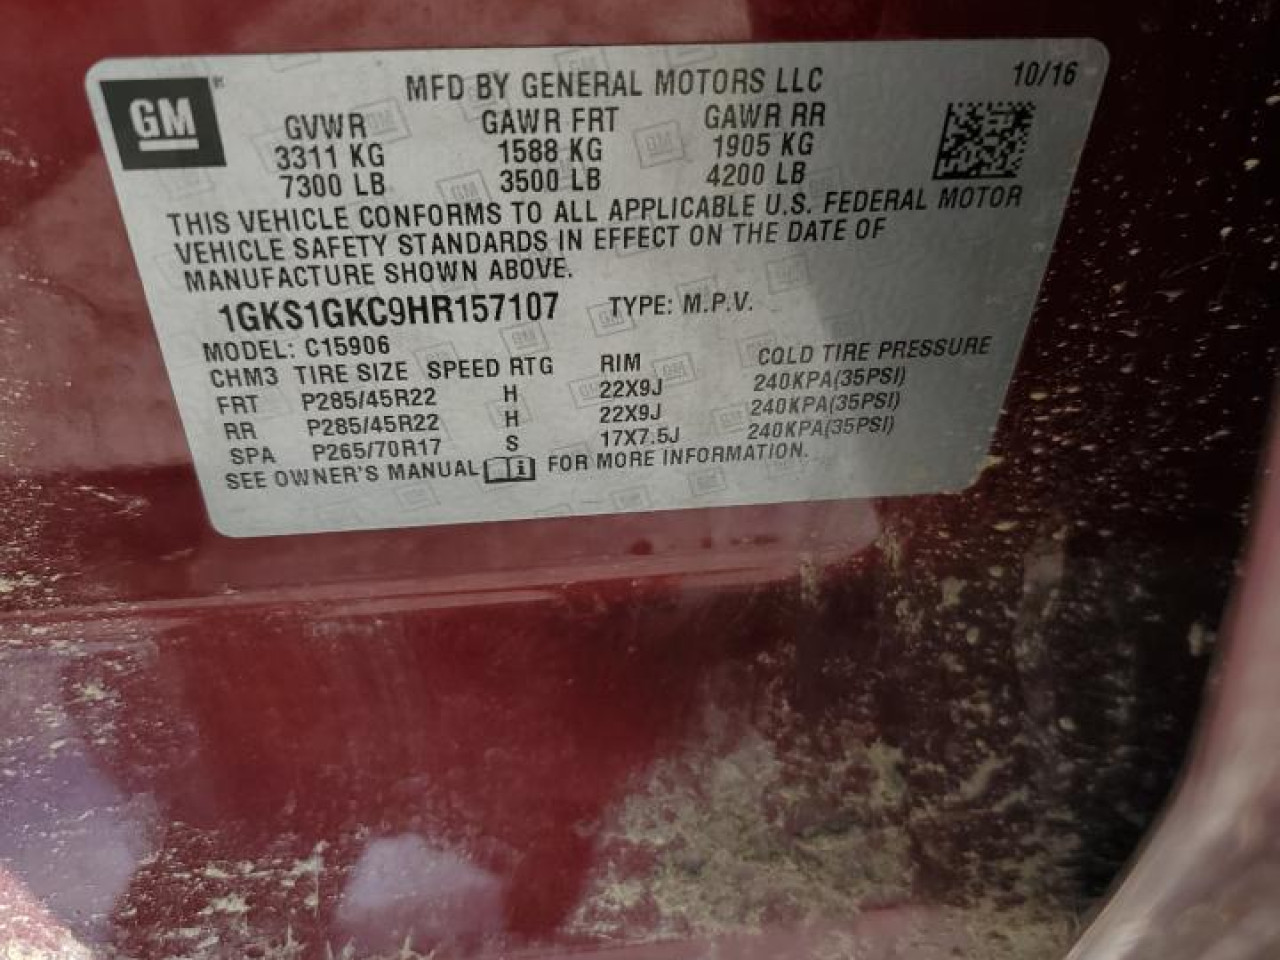 GM
MFD BY GENERAL MOTORS LLC 10/16
GVWR GAWR FRT GAWR RR
3311 KG 1588 KG 1905 KG
7300 LB 3500 LB 4200 LB
THIS VEHICLE CONFORMS TO ALL APPLICABLE U.S. FEDERAL MOTOR
VEHICLE SAFETY STANDARDS IN EFFECT ON THE DATE OF
MANUFACTURE SHOWN ABOVE.
1GKS1GKC9HR157107 TYPE: M.P.V.
MODEL: C15906
CHM3 TIRE SIZE SPEED RTG RIM COLD TIRE PRESSURE
FRT P285/45R22 H 22X9J 240KPA(35PSI)
RR P285/45R22 H 22X9J 240KPA(35PSI)
SPA P265/70R17 S 17X7.5J 240KPA(35PSI)
SEE OWNER'S MANUAL i FOR MORE INFORMATION.